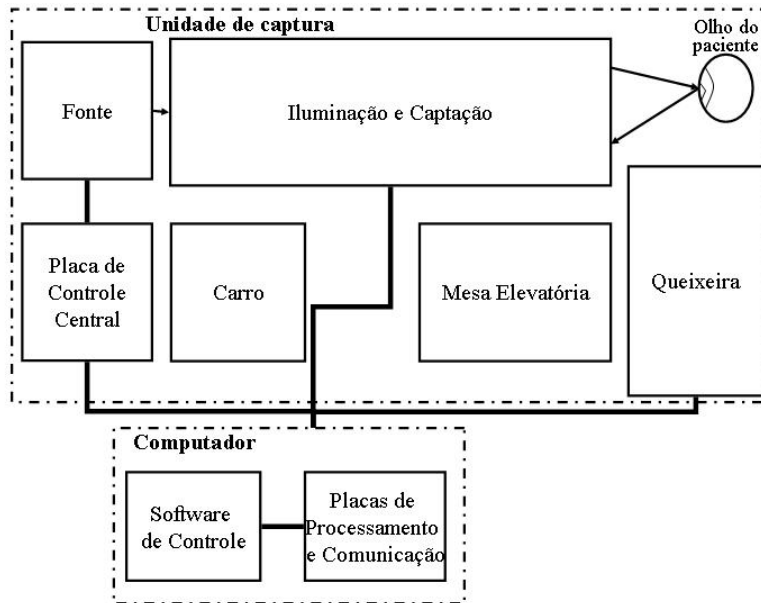 Unidade de captura
Olho do
paciente
Fonte
Iluminação e Captação
Placa de
Controle
Central
Carro
Mesa Elevatória
Queixeira
Computador
Software
de Controle
Placas de
Processamento
e Comunicação